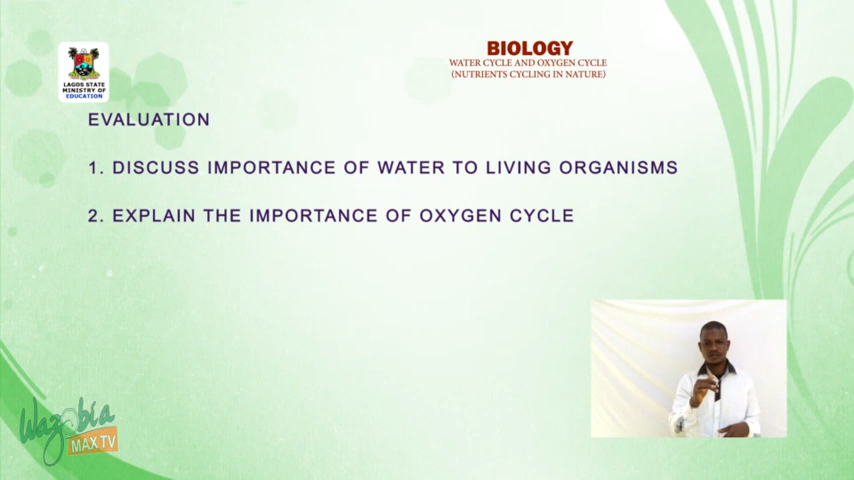 BIOLOGY
WATER CYCLE AND OXYGEN CYCLE
(NUTRIENTS CYCLING IN NATURE)
LAGOS STATE
MINISTRY OF
EDUCATION
EVALUATION
1. DISCUSS IMPORTANCE OF WATER TO LIVING ORGANISMS
2. EXPLAIN THE IMPORTANCE OF OXYGEN CYCLE
Wazobia
MAX TV